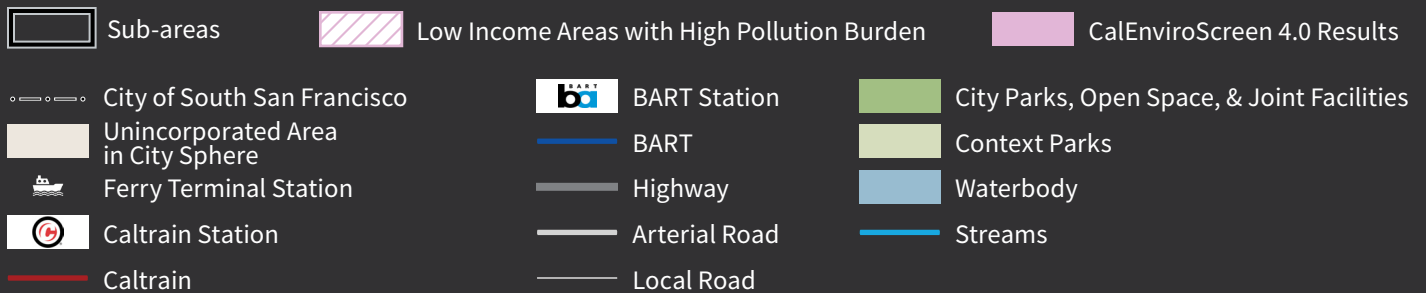 Sub-areas
Low Income Areas with High Pollution Burden
CalEnviroScreen 4.0 Results
City of South San Francisco
Unincorporated Area
in City Sphere
Ferry Terminal Station
Caltrain Station
Caltrain
BART
ba
BART Station
BART
Highway
Arterial Road
Local Road
City Parks, Open Space, & Joint Facilities
Context Parks
Waterbody
Streams